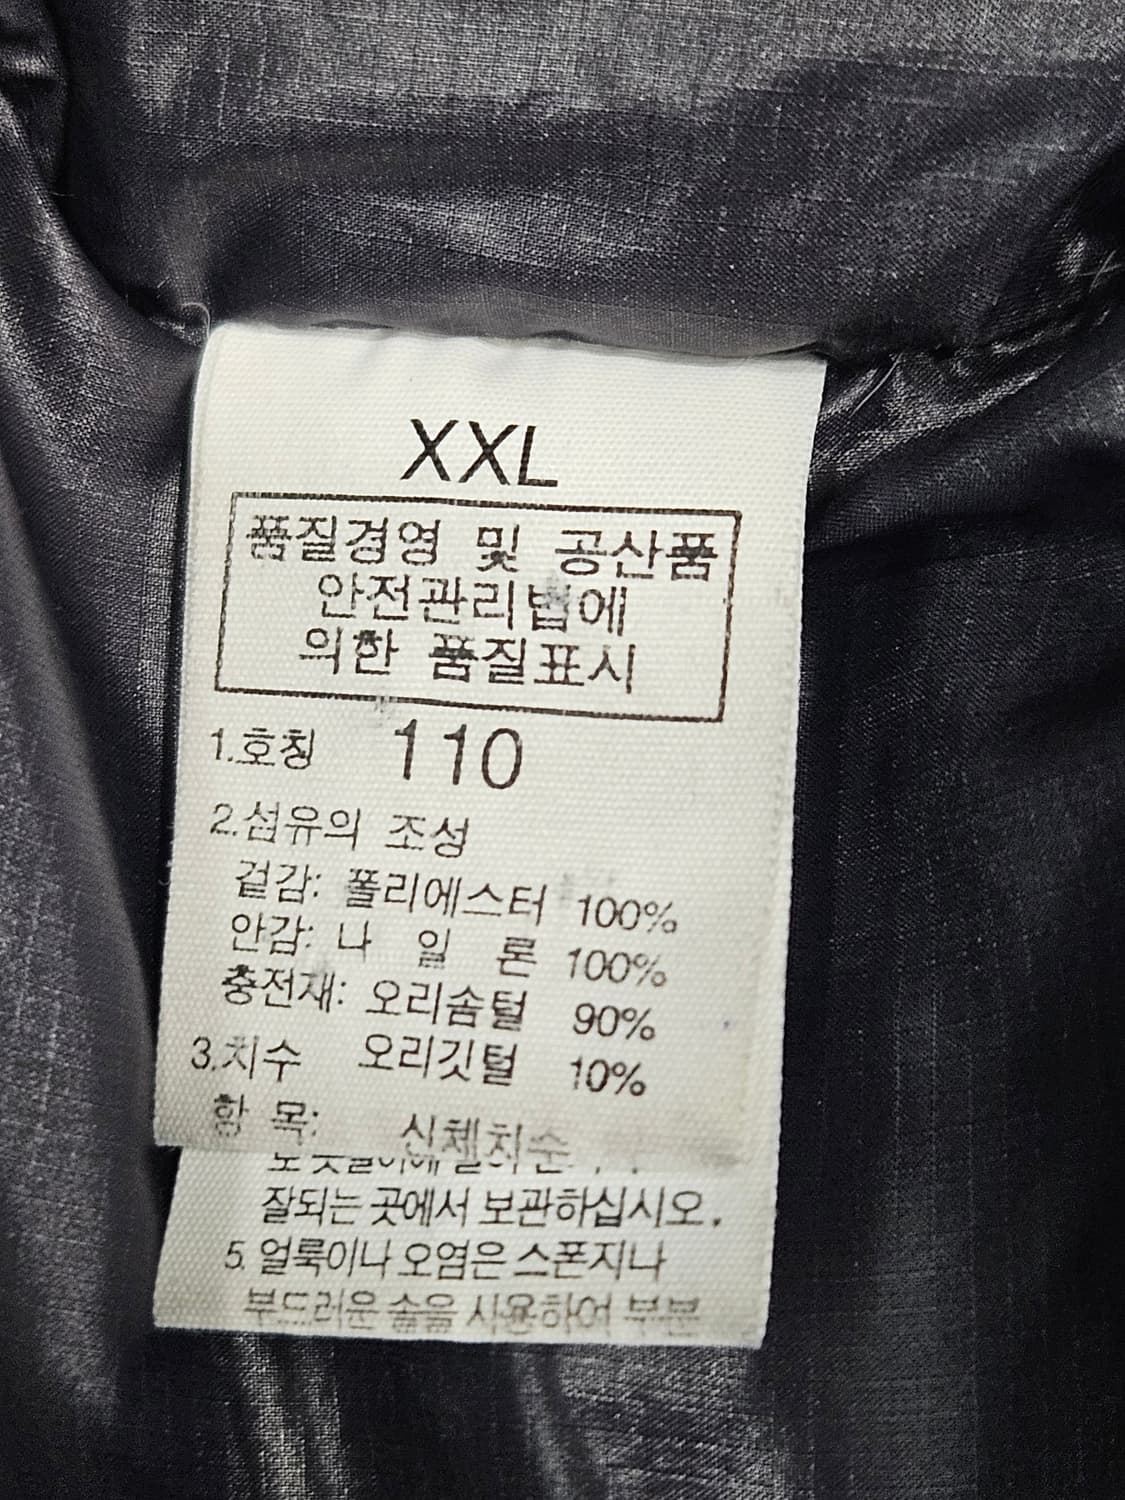 XXL
품질경영 및 공산품
안전관리법에
의한 품질표시
1.호칭 110
2.섬유의 조성
겉감: 폴리에스터 100%
안감: 나 일 론 100%
충전재: 오리솜털 90%
오리깃털 10%
3.치수
항 목: 신체치수
잘되는 곳에서 보관하십시오.
5. 얼룩이나 오염은 스폰지나
부드러운 솔을 사용하여 부분